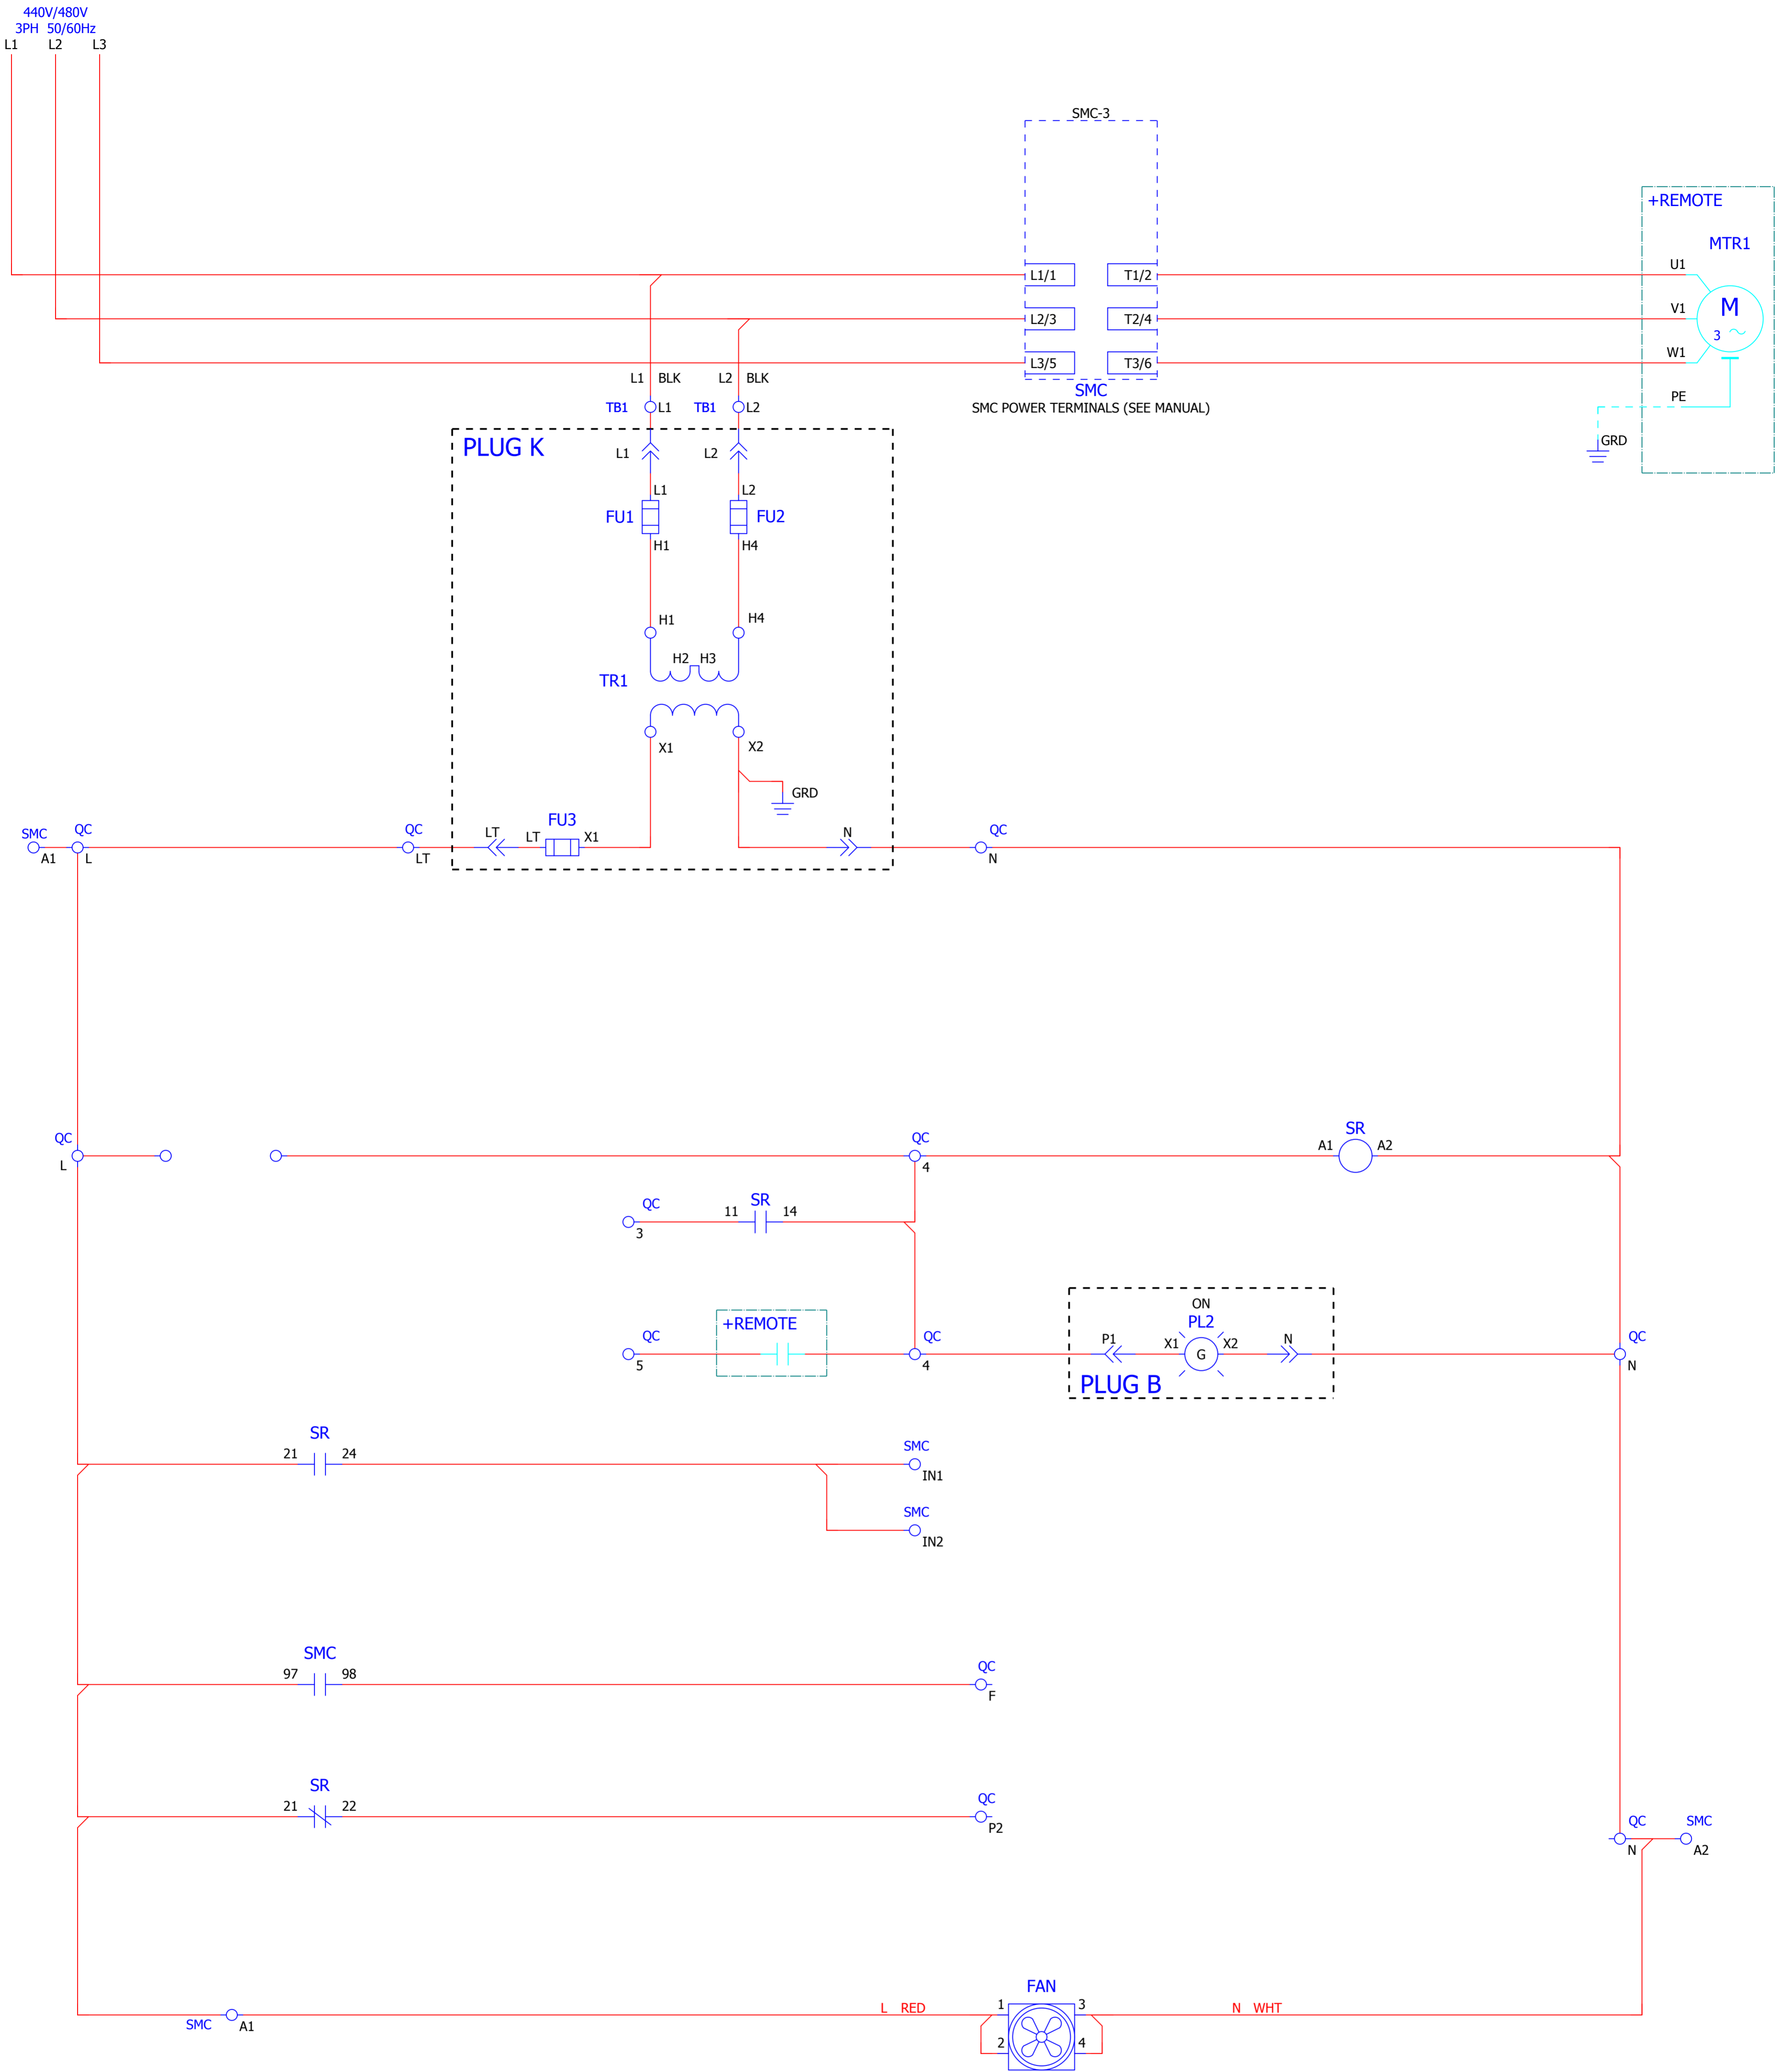 440V/480V
3PH 50/60Hz
L1 L2 L3
SMC-3
+REMOTE
MTR1
U1
L1/1 T1/2
V1
M
3
L2/3 T2/4
W1
L3/5 T3/6
L1 BLK L2 BLK
SMC
PE
TB1 L1 TB1 L2
SMC POWER TERMINALS (SEE MANUAL)
GRD
PLUG K
L1 L2
L1 L2
FU1 FU2
H1 H4
H1 H4
H2 H3
TR1
X1 X2
GRD
FU3
SMC QC QC LT LT X1 N QC
A1 L LT N
QC QC SR
A1 A2
L 4
QC 11 SR 14
3
ON
+REMOTE PL2
QC QC P1 X1 X2 N QC
G
5 4 N
PLUG B
SR
21 24 SMC
IN1
SMC
IN2
SMC
97 98 QC
F
SR
21 22 QC
P2
QC SMC
N A2
FAN
L RED 1 3 N WHT
SMC A1
2 4